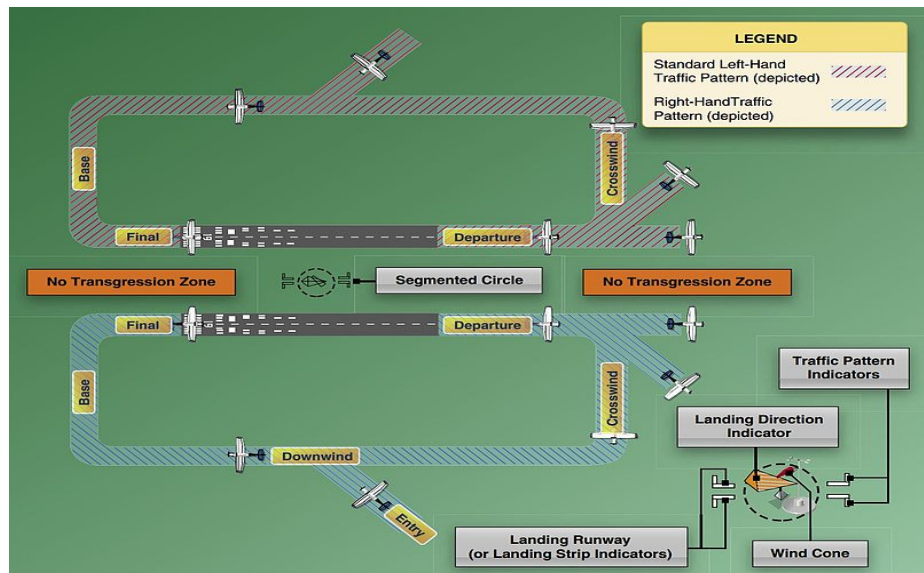 LEGEND
Standard Left-Hand
Traffic Pattern (depicted)
Right-HandTraffic
Pattern (depicted)
Base
Crosswind
Final
Departure
No Transgression Zone
Segmented Circle
No Transgression Zone
Final
Departure
Base
Crosswind
Downwind
Entry
Traffic Pattern
Indicators
Landing Direction
Indicator
Landing Runway
(or Landing Strip Indicators)
Wind Cone